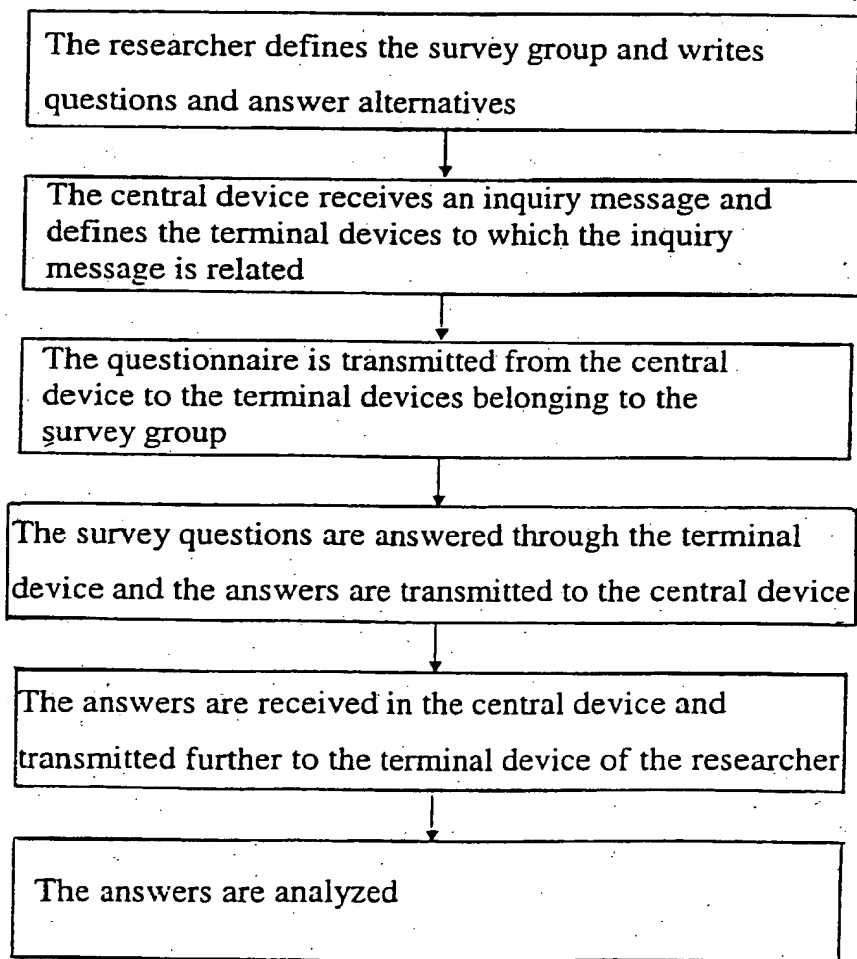 The researcher defines the survey group and writes
questions and answer alternatives
The central device receives an inquiry message and
defines the terminal devices to which the inquiry
message is related
The questionnaire is transmitted from the central
device to the terminal devices belonging to the
survey group
The survey questions are answered through the terminal
device and the answers are transmitted to the central device
The answers are received in the central device and
transmitted further to the terminal device of the researcher
The answers are analyzed